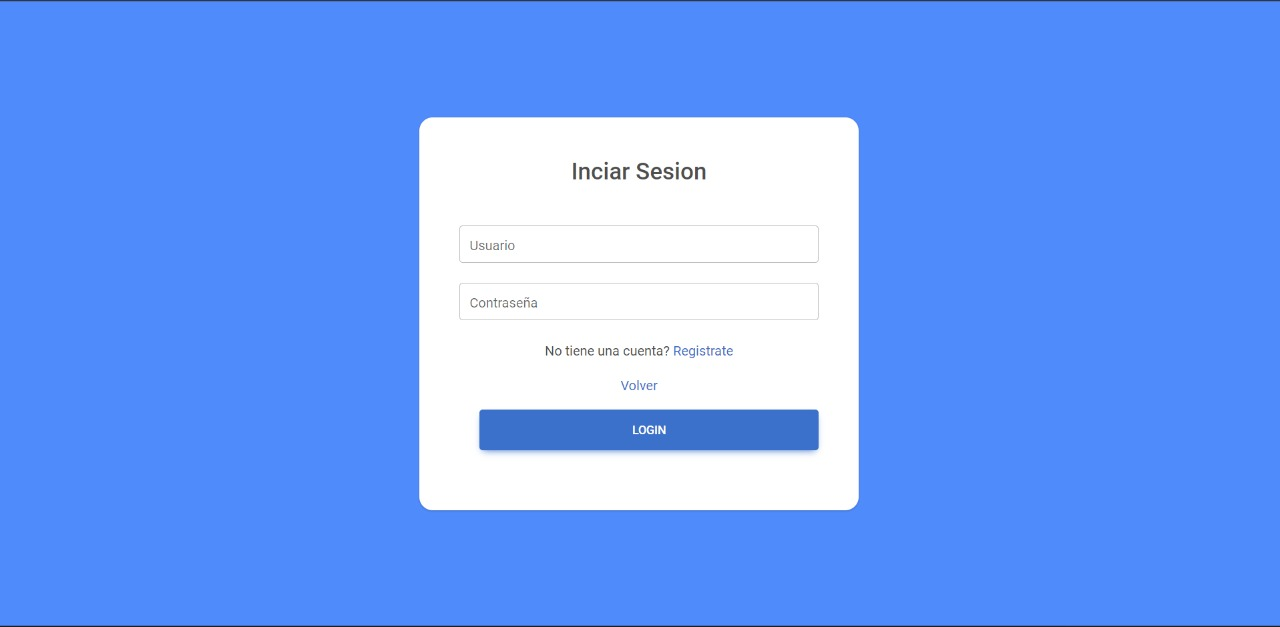 Inciar Sesion
Usuario
Contraseña
No tiene una cuenta? Registrate
Volver
LOGIN